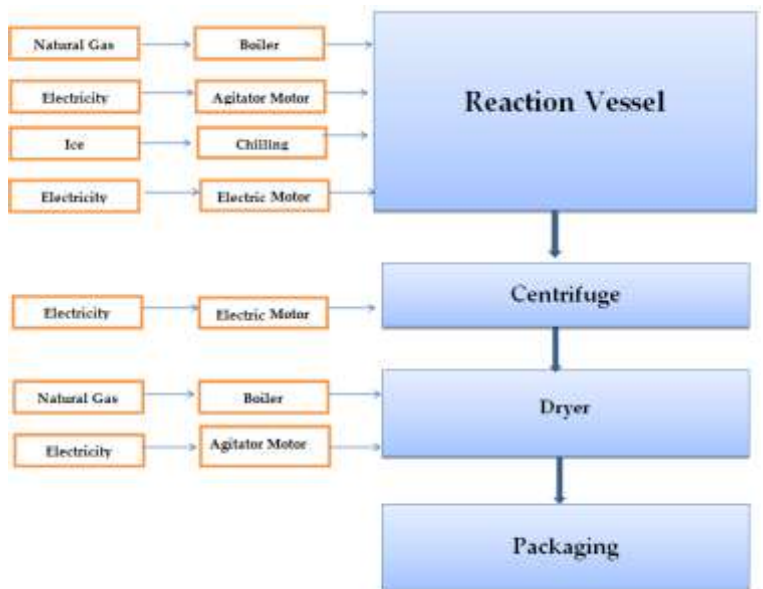 Natural Gas
Boiler
Reaction Vessel
Electricity
Agitator Motor
Ice
Chilling
Electricity
Electric Motor
Centrifuge
Electricity
Electric Motor
Natural Gas
Boiler
Dryer
Electricity
Agitator Motor
Packaging